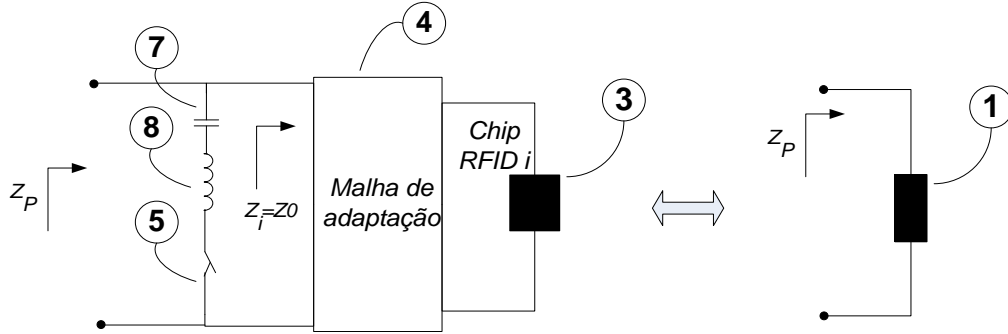 4
7
3
1
Chip
RFID i
8
Z_P
Z_P
Malha de
adaptação
Z_i=Z0
5